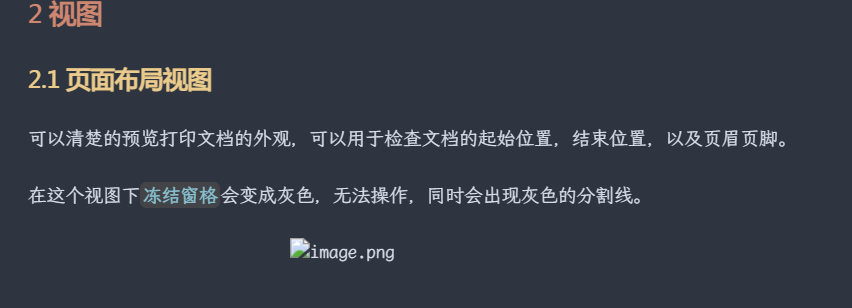 2 视图
2.1 页面布局视图
可以清楚的预览打印文档的外观，可以用于检查文档的起始位置，结束位置，以及页眉页脚。
在这个视图下冻结窗格会变成灰色，无法操作，同时会出现灰色的分割线。
image.png